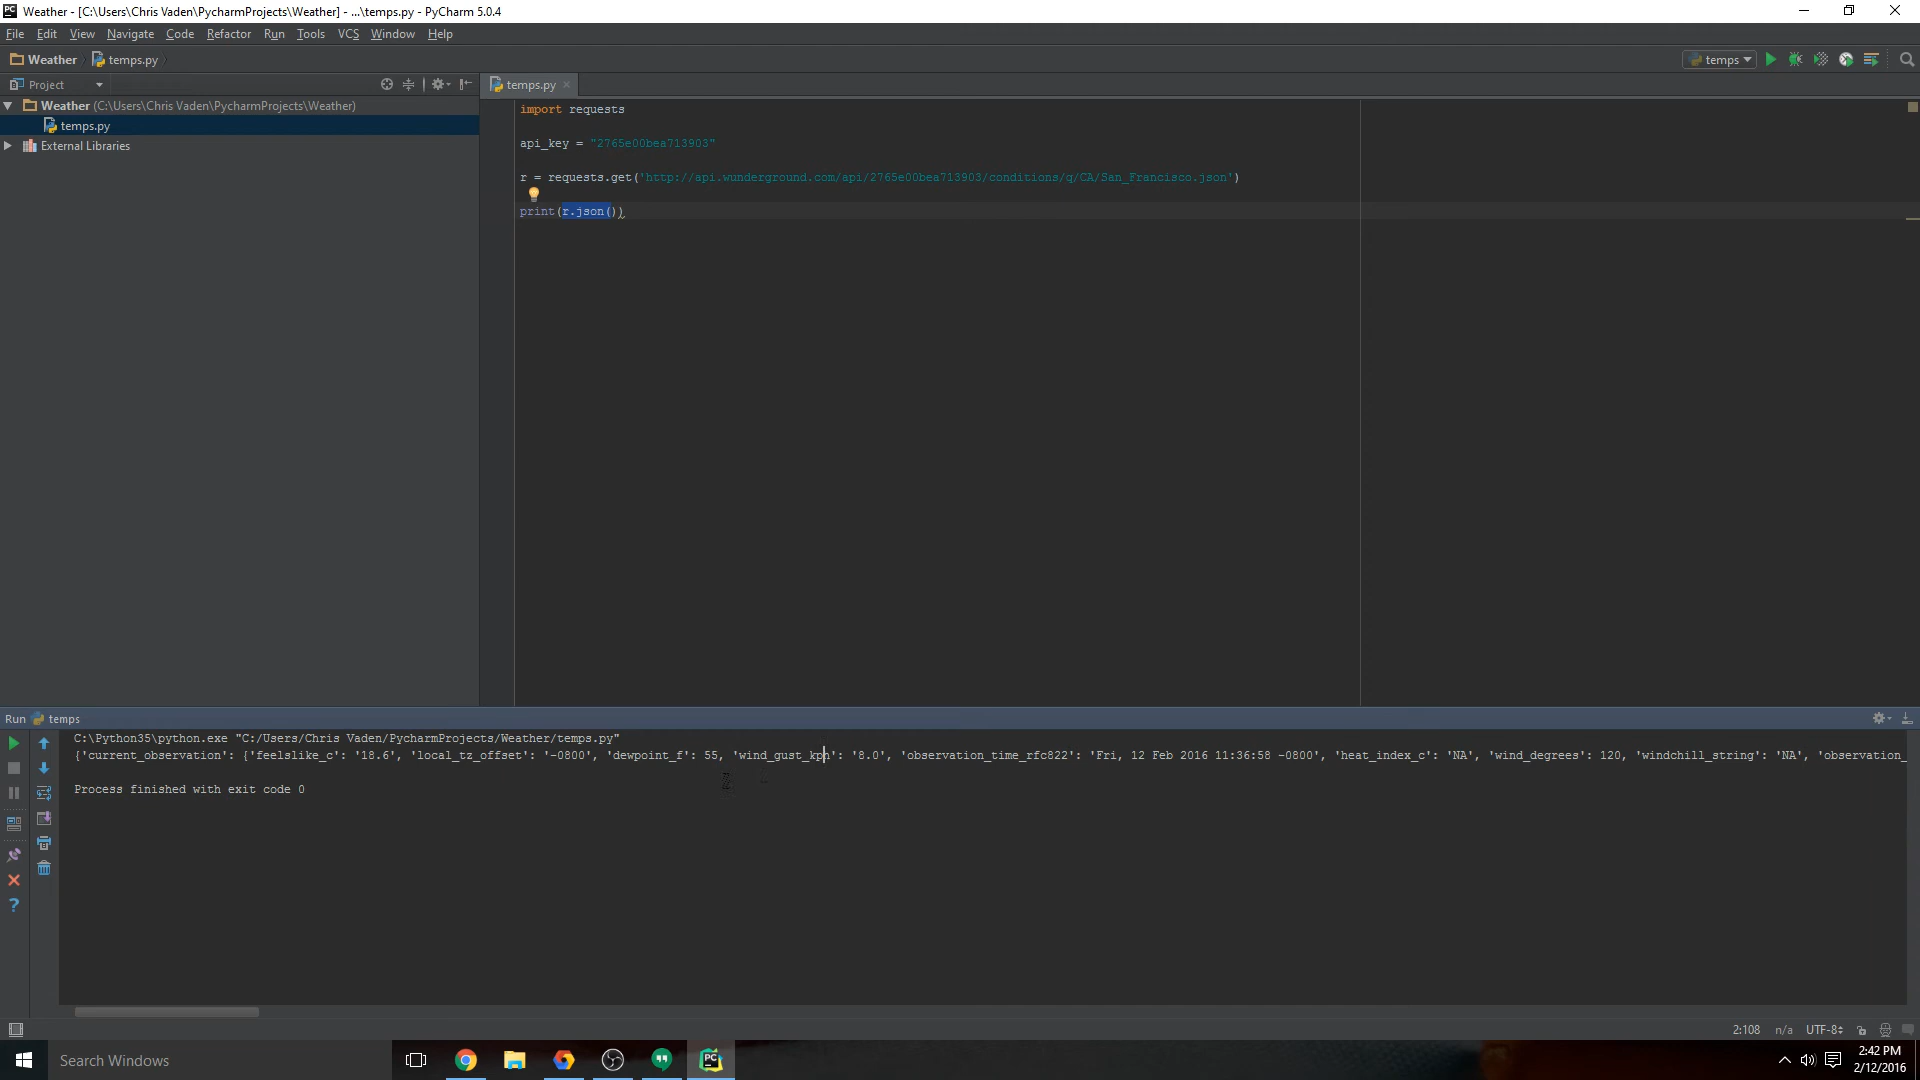 Weather - [C:\Users\Chris Vaden\PycharmProjects\Weather] - ...\temps.py - PyCharm 5.0.4
File Edit View Navigate Code Refactor Run Tools VCS Window Help
Weather temps.py temps
Project temps.py
Weather (C:\Users\Chris Vaden\PycharmProjects\Weather)
temps.py
External Libraries
import requests
api_key = "2765e00bea713903"
r = requests.get('http://api.wunderground.com/api/2765e00bea713903/conditions/q/CA/San_Francisco.json')
print(r.json())
Run temps
C:\Python35\python.exe "C:/Users/Chris Vaden/PycharmProjects/Weather/temps.py"
{'current_observation': {'feelslike_c': '18.6', 'local_tz_offset': '-0800', 'dewpoint_f': 55, 'wind_gust_kph': '8.0', 'observation_time_rfc822': 'Fri, 12 Feb 2016 11:36:58 -0800', 'heat_index_c': 'NA', 'wind_degrees': 120, 'windchill_string': 'NA', 'observation_
Process finished with exit code 0
2:108 n/a UTF-8
Search Windows
2:42 PM
2/12/2016